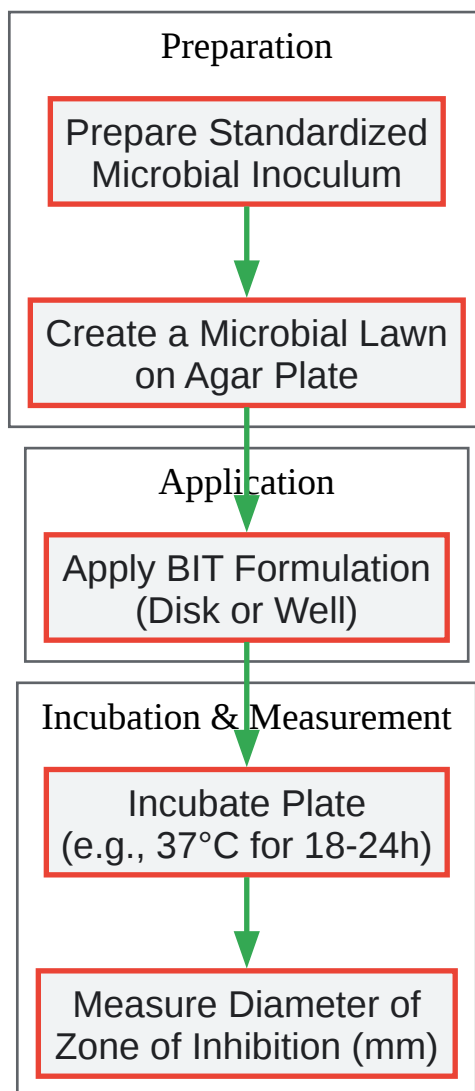 Preparation
Prepare Standardized
Microbial Inoculum
Create a Microbial Lawn
on Agar Plate
Application
Apply BIT Formulation
(Disk or Well)
Incubation & Measurement
Incubate Plate
(e.g., 37°C for 18-24h)
Measure Diameter of
Zone of Inhibition (mm)